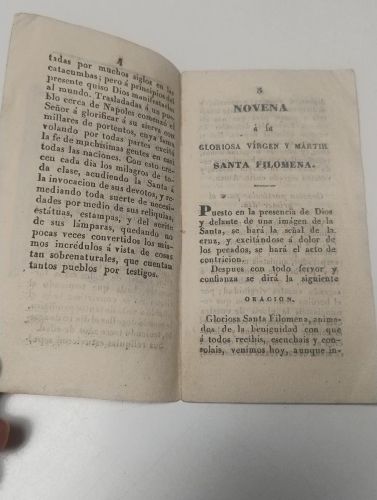 4
tadas por muchos siglos en las
catacumbas; pero á principios del
presente quiso Dios manifestarlas
al mundo. Trasladadas á un pue-
blo cerca de Napoles comenzó el
Señor á glorificar á su sierva con
millares de portentos, cuya fama
volando por todas partes excitó
la fe de muchísimas gentes en casi
todas las naciones. Con esto cre-
cen cada dia los milagros de to-
da clase, acudiendo la Santa á
la invocacion de sus devotos, y re-
mediando toda suerte de necesi-
dades por medio de sus reliquias,
estátuas, estampas, y del aceite
de sus lámparas, quedando no
pocas veces convertidos los mis-
mos incrédulos á vista de cosas
tan sobrenaturales, que cuentan
tantos pueblos por testigos.
5
NOVENA
á la
GLORIOSA VÍRGEN Y MÁRTIR
SANTA FILOMENA.
Puesto en la presencia de Dios
y delante de una imágen de la
Santa, se hará la señal de la
cruz, y excitándose á dolor de
los pecados, se hará el acto de
contricion.
Despues con todo fervor y
confianza se dirá la siguiente
ORACION.
Gloriosa Santa Filomena, anima-
dos de la benignidad con que
á todos recibis, escuchais y con-
solais, venimos hoy, aunque in-